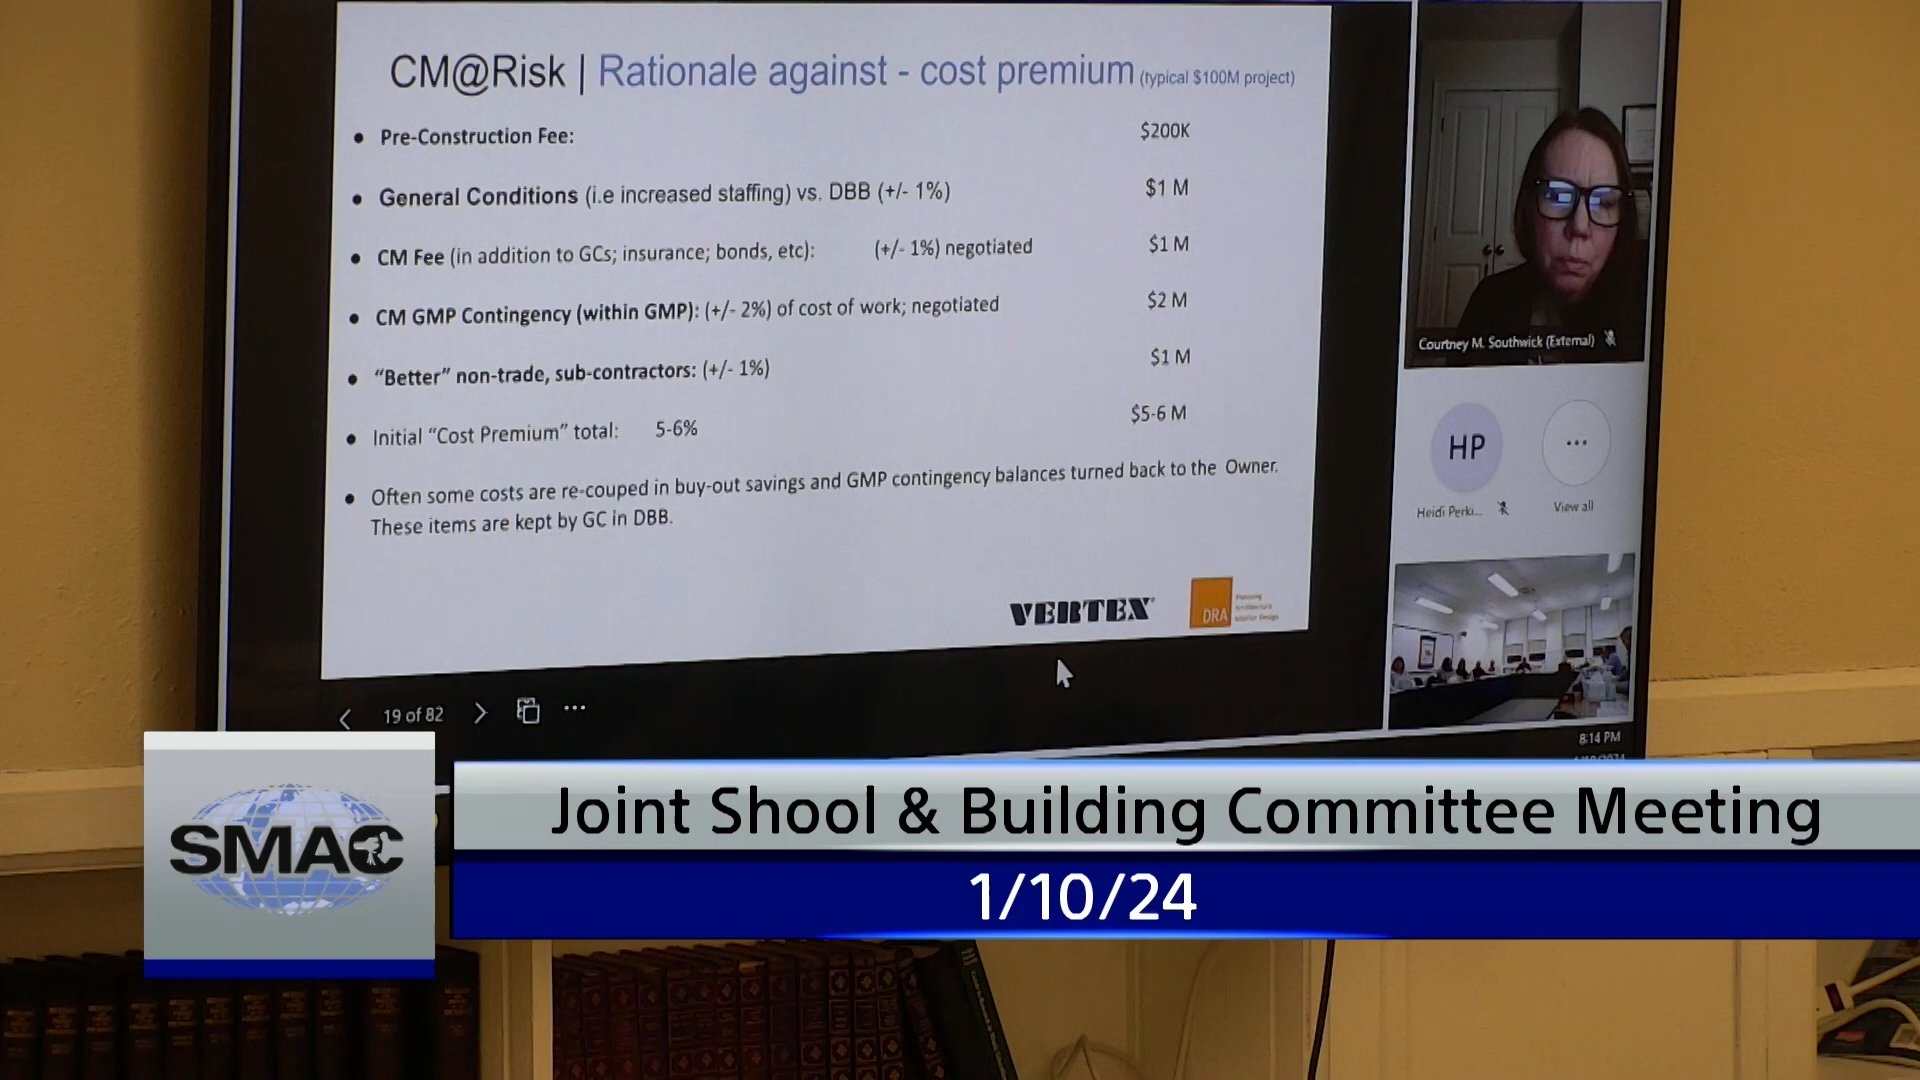 CM@Risk | Rationale against - cost premium (typical $100M project)
• Pre-Construction Fee: $200K
• General Conditions (i.e increased staffing) vs. DBB (+/- 1%) $1 M
• CM Fee (in addition to GCs; insurance; bonds, etc): (+/- 1%) negotiated $1 M
• CM GMP Contingency (within GMP): (+/- 2%) of cost of work; negotiated $2 M
• “Better” non-trade, sub-contractors: (+/- 1%) $1 M
• Initial “Cost Premium” total: 5-6% $5-6 M
• Often some costs are re-couped in buy-out savings and GMP contingency balances turned back to the Owner.
These items are kept by GC in DBB.
VERTEX
DRA
19 of 82
Courtney M. Southwick (External)
HP
Heidi Perki...
View all
8:14 PM
SMAC
Joint Shool & Building Committee Meeting
1/10/24